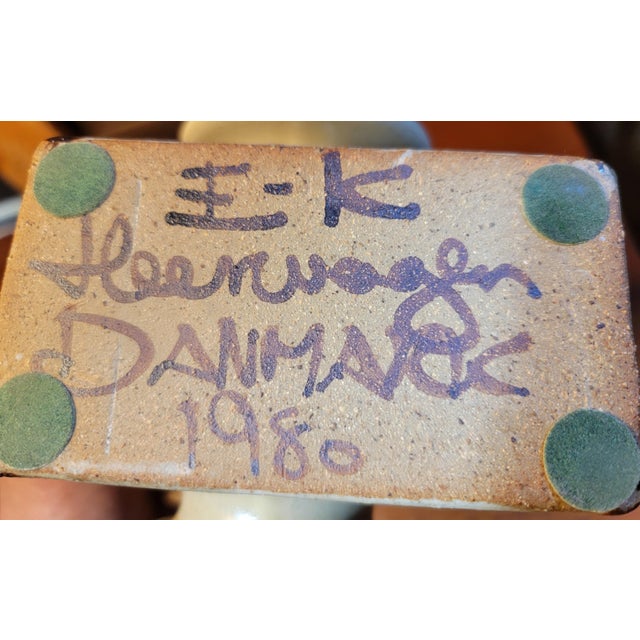 E-K
Heerwagen
DANMARK
1980